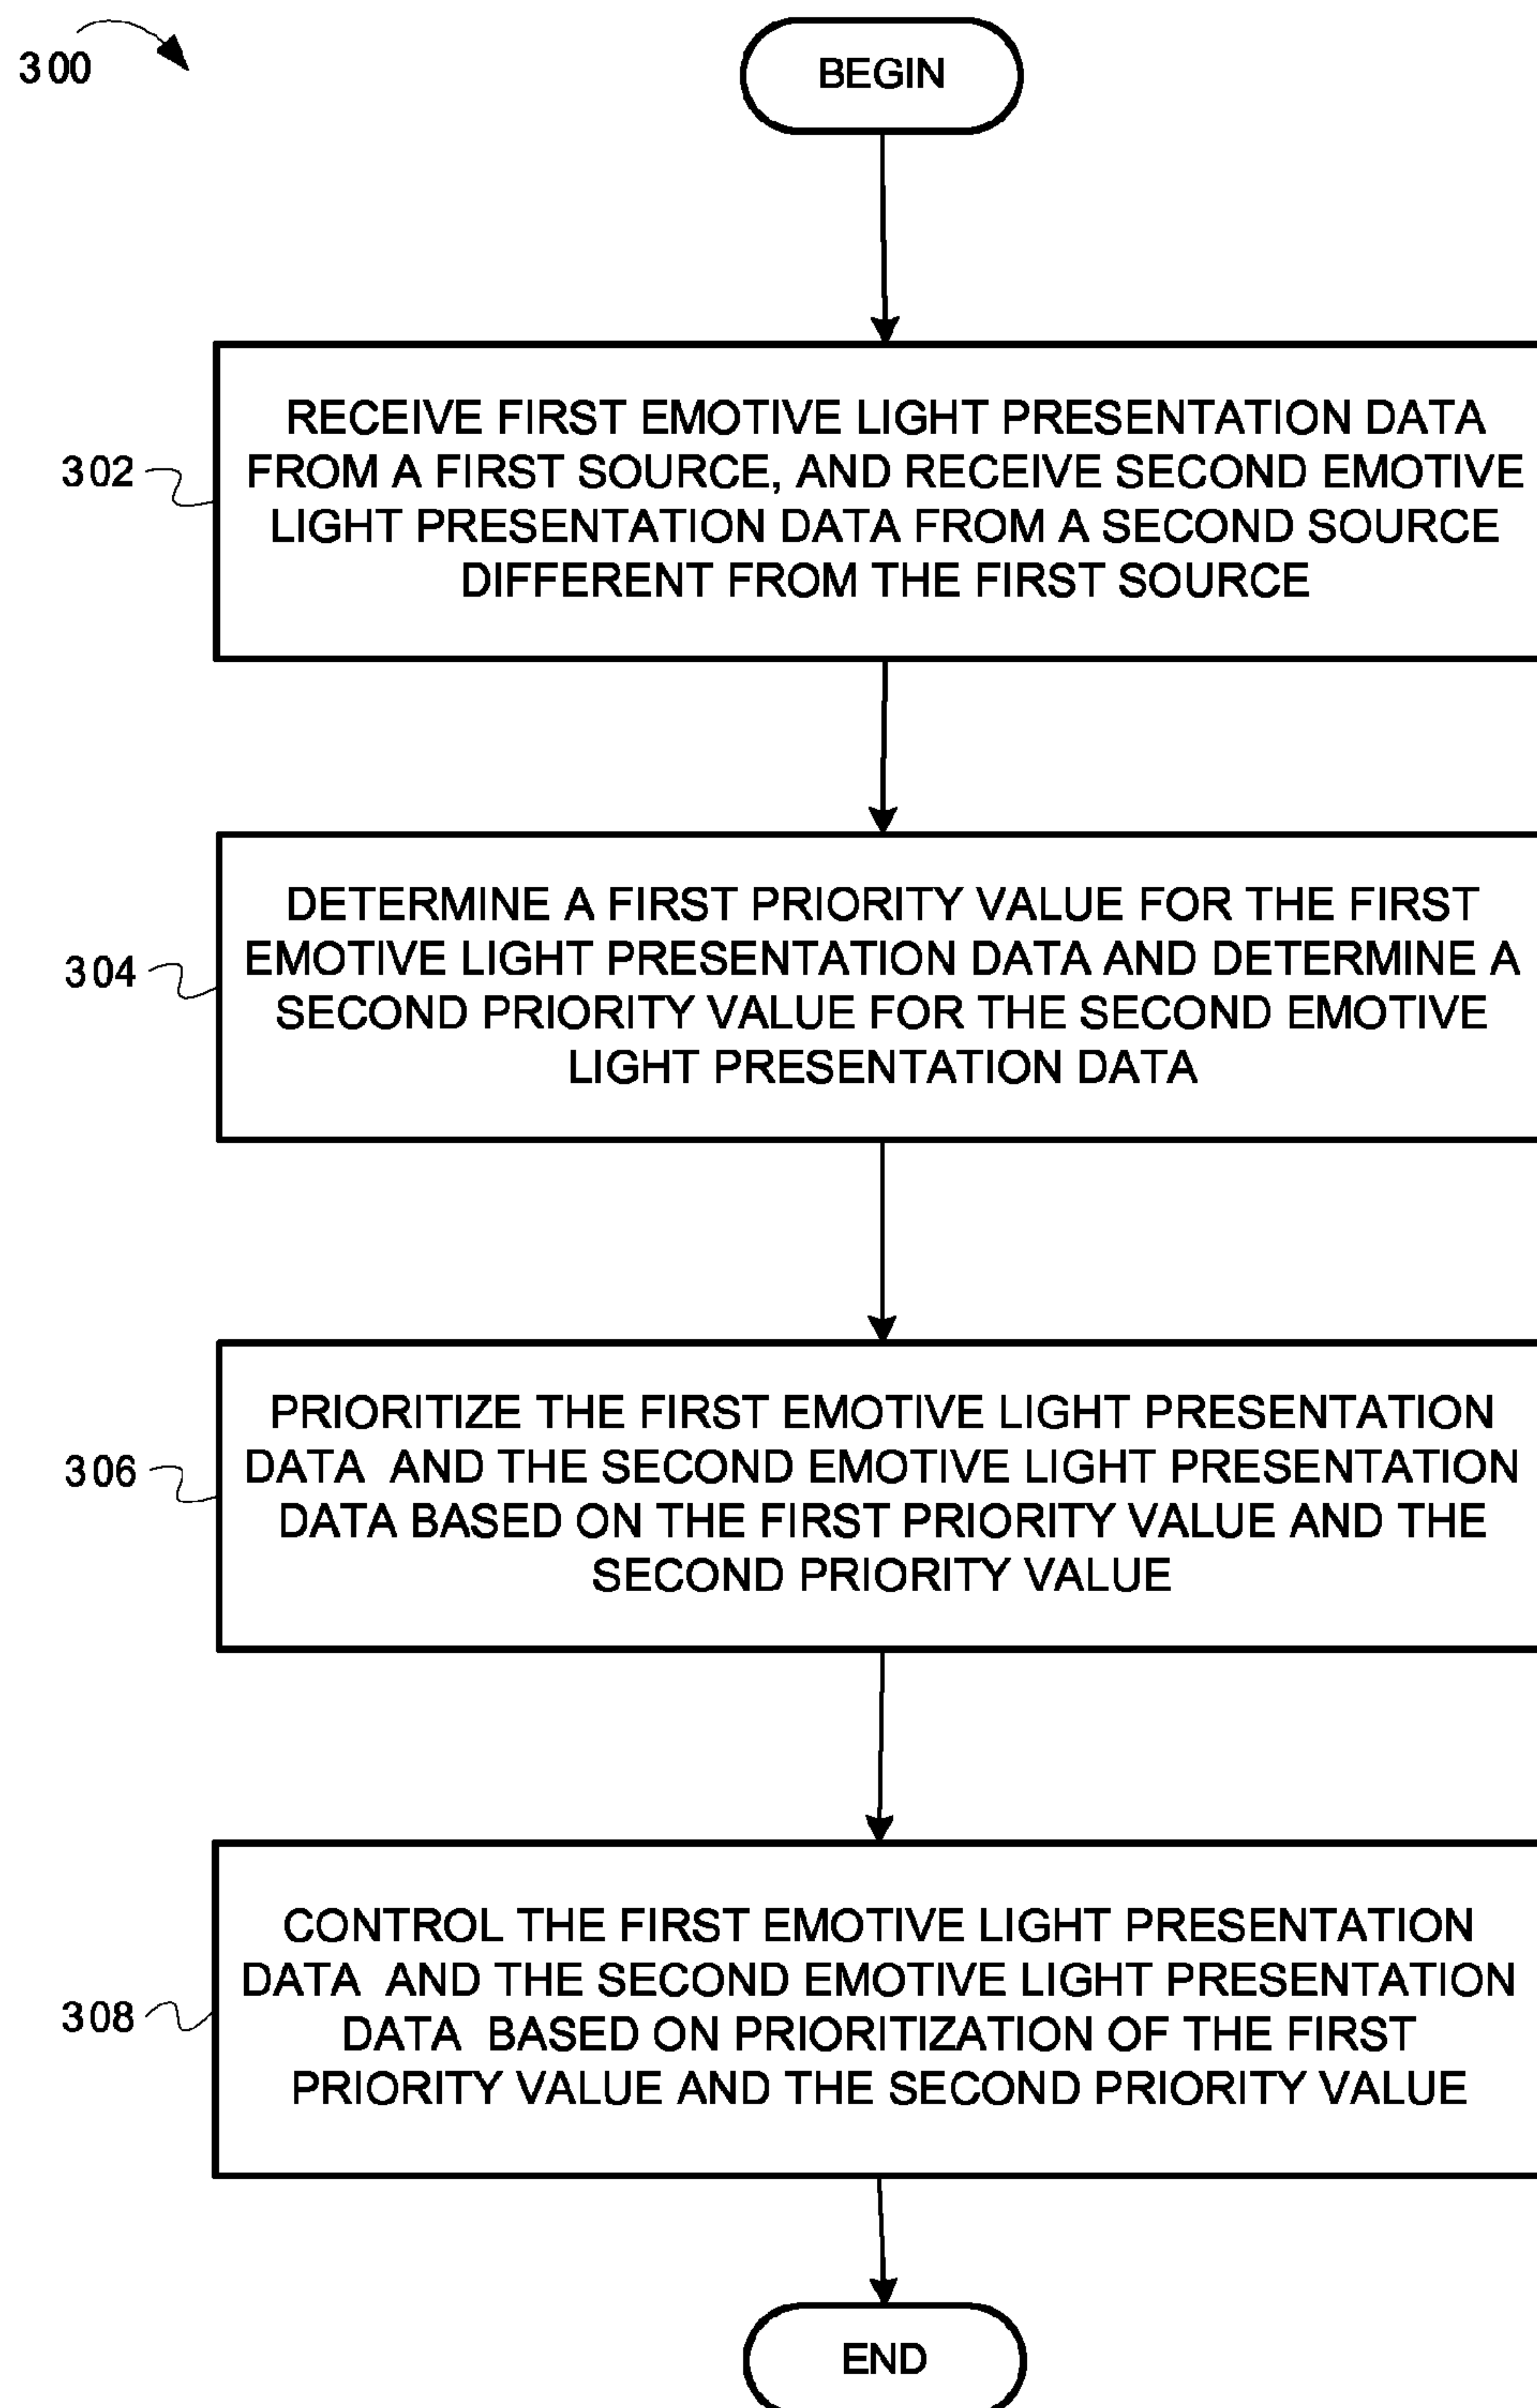 300
BEGIN
302
RECEIVE FIRST EMOTIVE LIGHT PRESENTATION DATA
FROM A FIRST SOURCE, AND RECEIVE SECOND EMOTIVE
LIGHT PRESENTATION DATA FROM A SECOND SOURCE
DIFFERENT FROM THE FIRST SOURCE
304
DETERMINE A FIRST PRIORITY VALUE FOR THE FIRST
EMOTIVE LIGHT PRESENTATION DATA AND DETERMINE A
SECOND PRIORITY VALUE FOR THE SECOND EMOTIVE
LIGHT PRESENTATION DATA
306
PRIORITIZE THE FIRST EMOTIVE LIGHT PRESENTATION
DATA AND THE SECOND EMOTIVE LIGHT PRESENTATION
DATA BASED ON THE FIRST PRIORITY VALUE AND THE
SECOND PRIORITY VALUE
308
CONTROL THE FIRST EMOTIVE LIGHT PRESENTATION
DATA AND THE SECOND EMOTIVE LIGHT PRESENTATION
DATA BASED ON PRIORITIZATION OF THE FIRST
PRIORITY VALUE AND THE SECOND PRIORITY VALUE
END